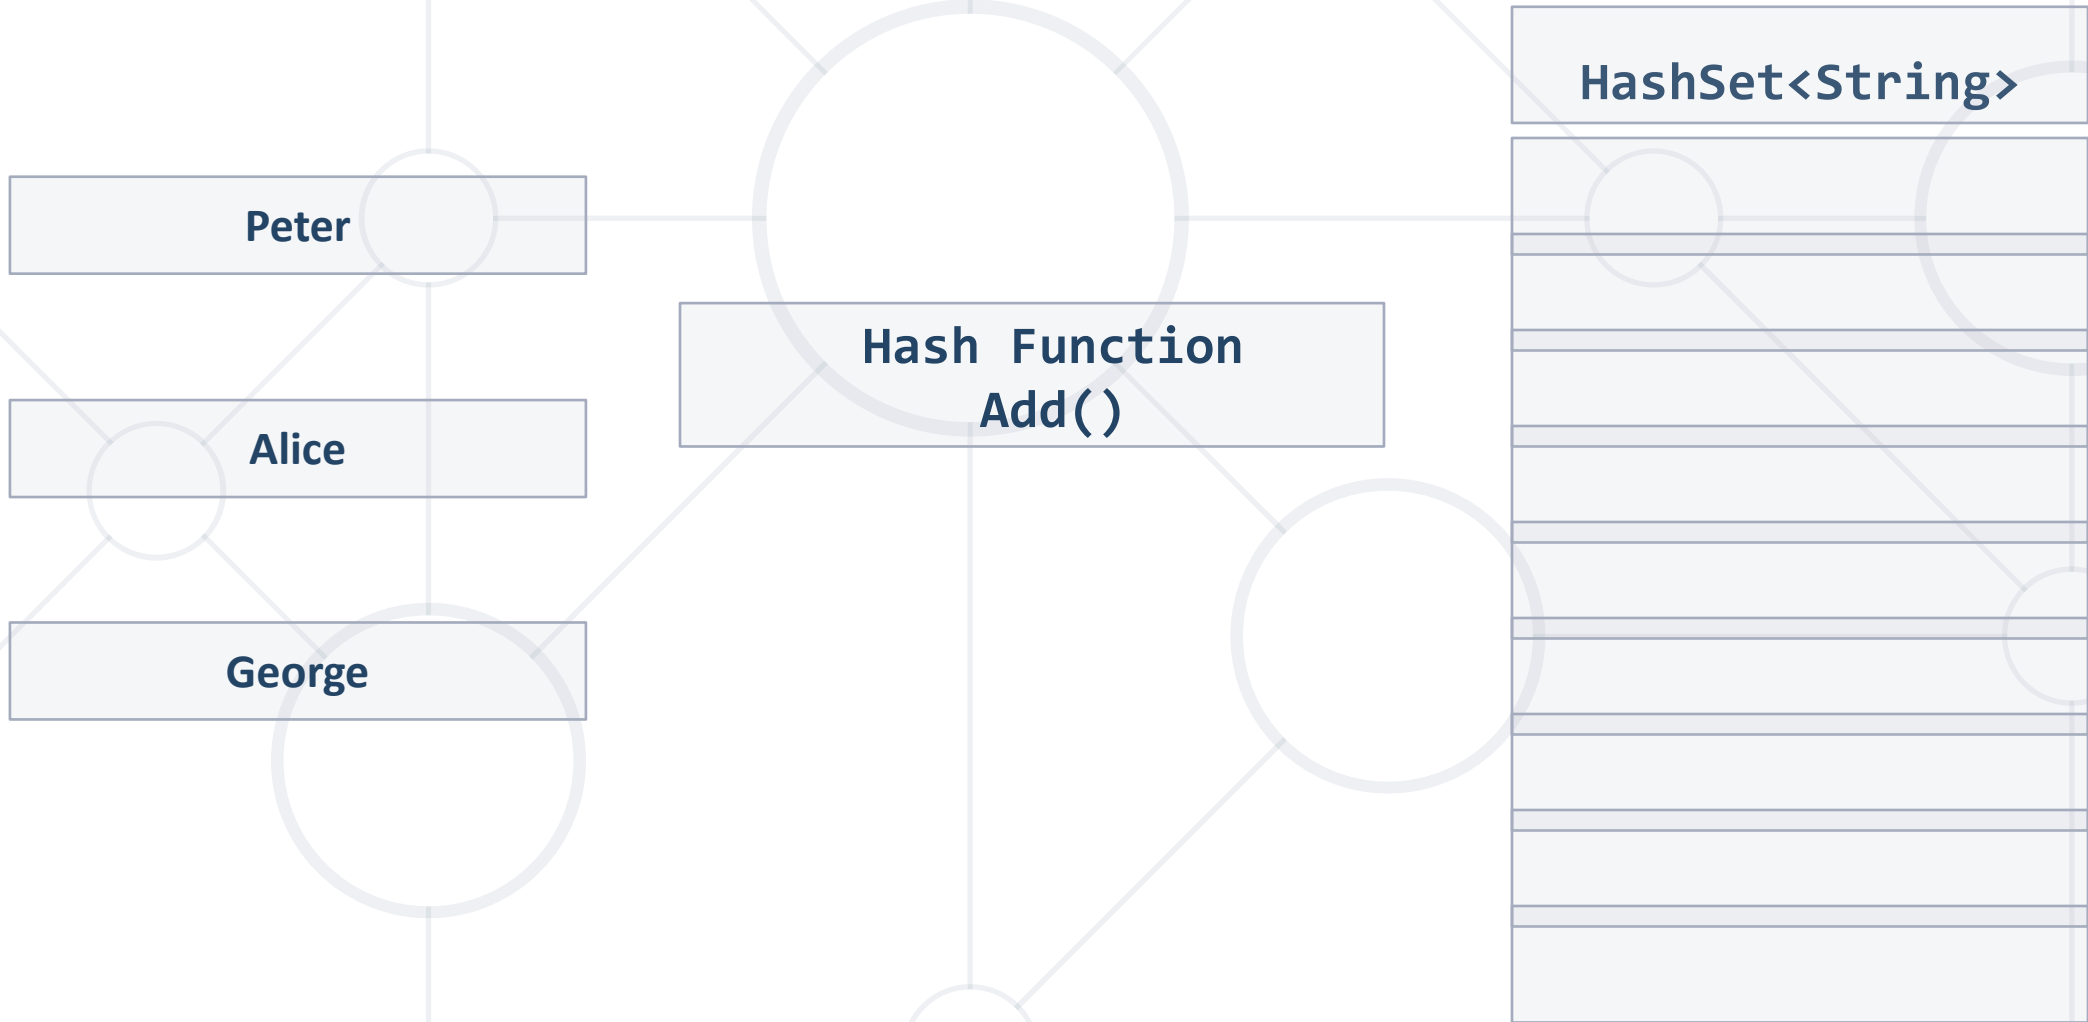 HashSet<String>
Peter
Hash Function
Add()
Alice
George